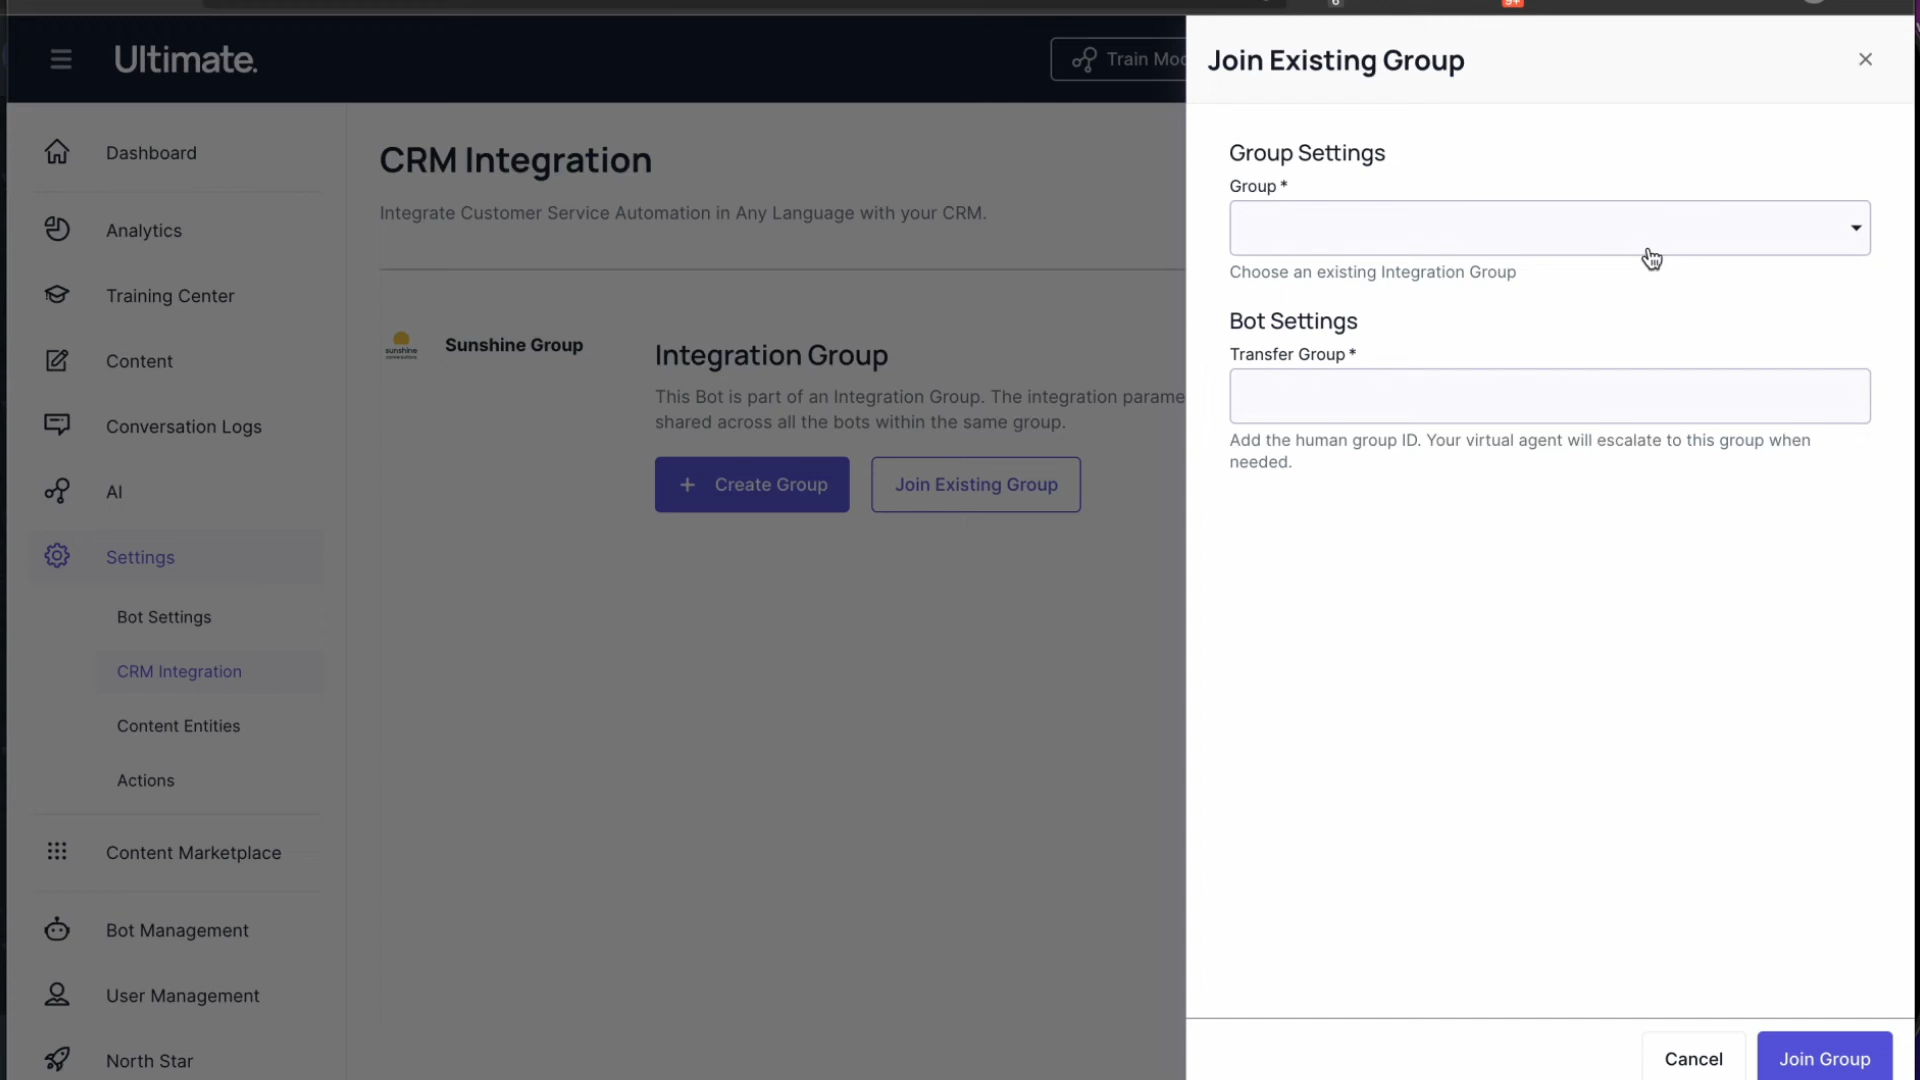 6
9+
Ultimate.
Train Mo
Join Existing Group
Dashboard
Analytics
Training Center
Content
Conversation Logs
AI
Settings
Bot Settings
CRM Integration
Content Entities
Actions
Content Marketplace
Bot Management
User Management
North Star
CRM Integration
Integrate Customer Service Automation in Any Language with your CRM.
sunshine
conversations
Sunshine Group
Integration Group
This Bot is part of an Integration Group. The integration parame
shared across all the bots within the same group.
+ Create Group
Join Existing Group
Group Settings
Group *
Choose an existing Integration Group
Bot Settings
Transfer Group *
Add the human group ID. Your virtual agent will escalate to this group when
needed.
Cancel
Join Group